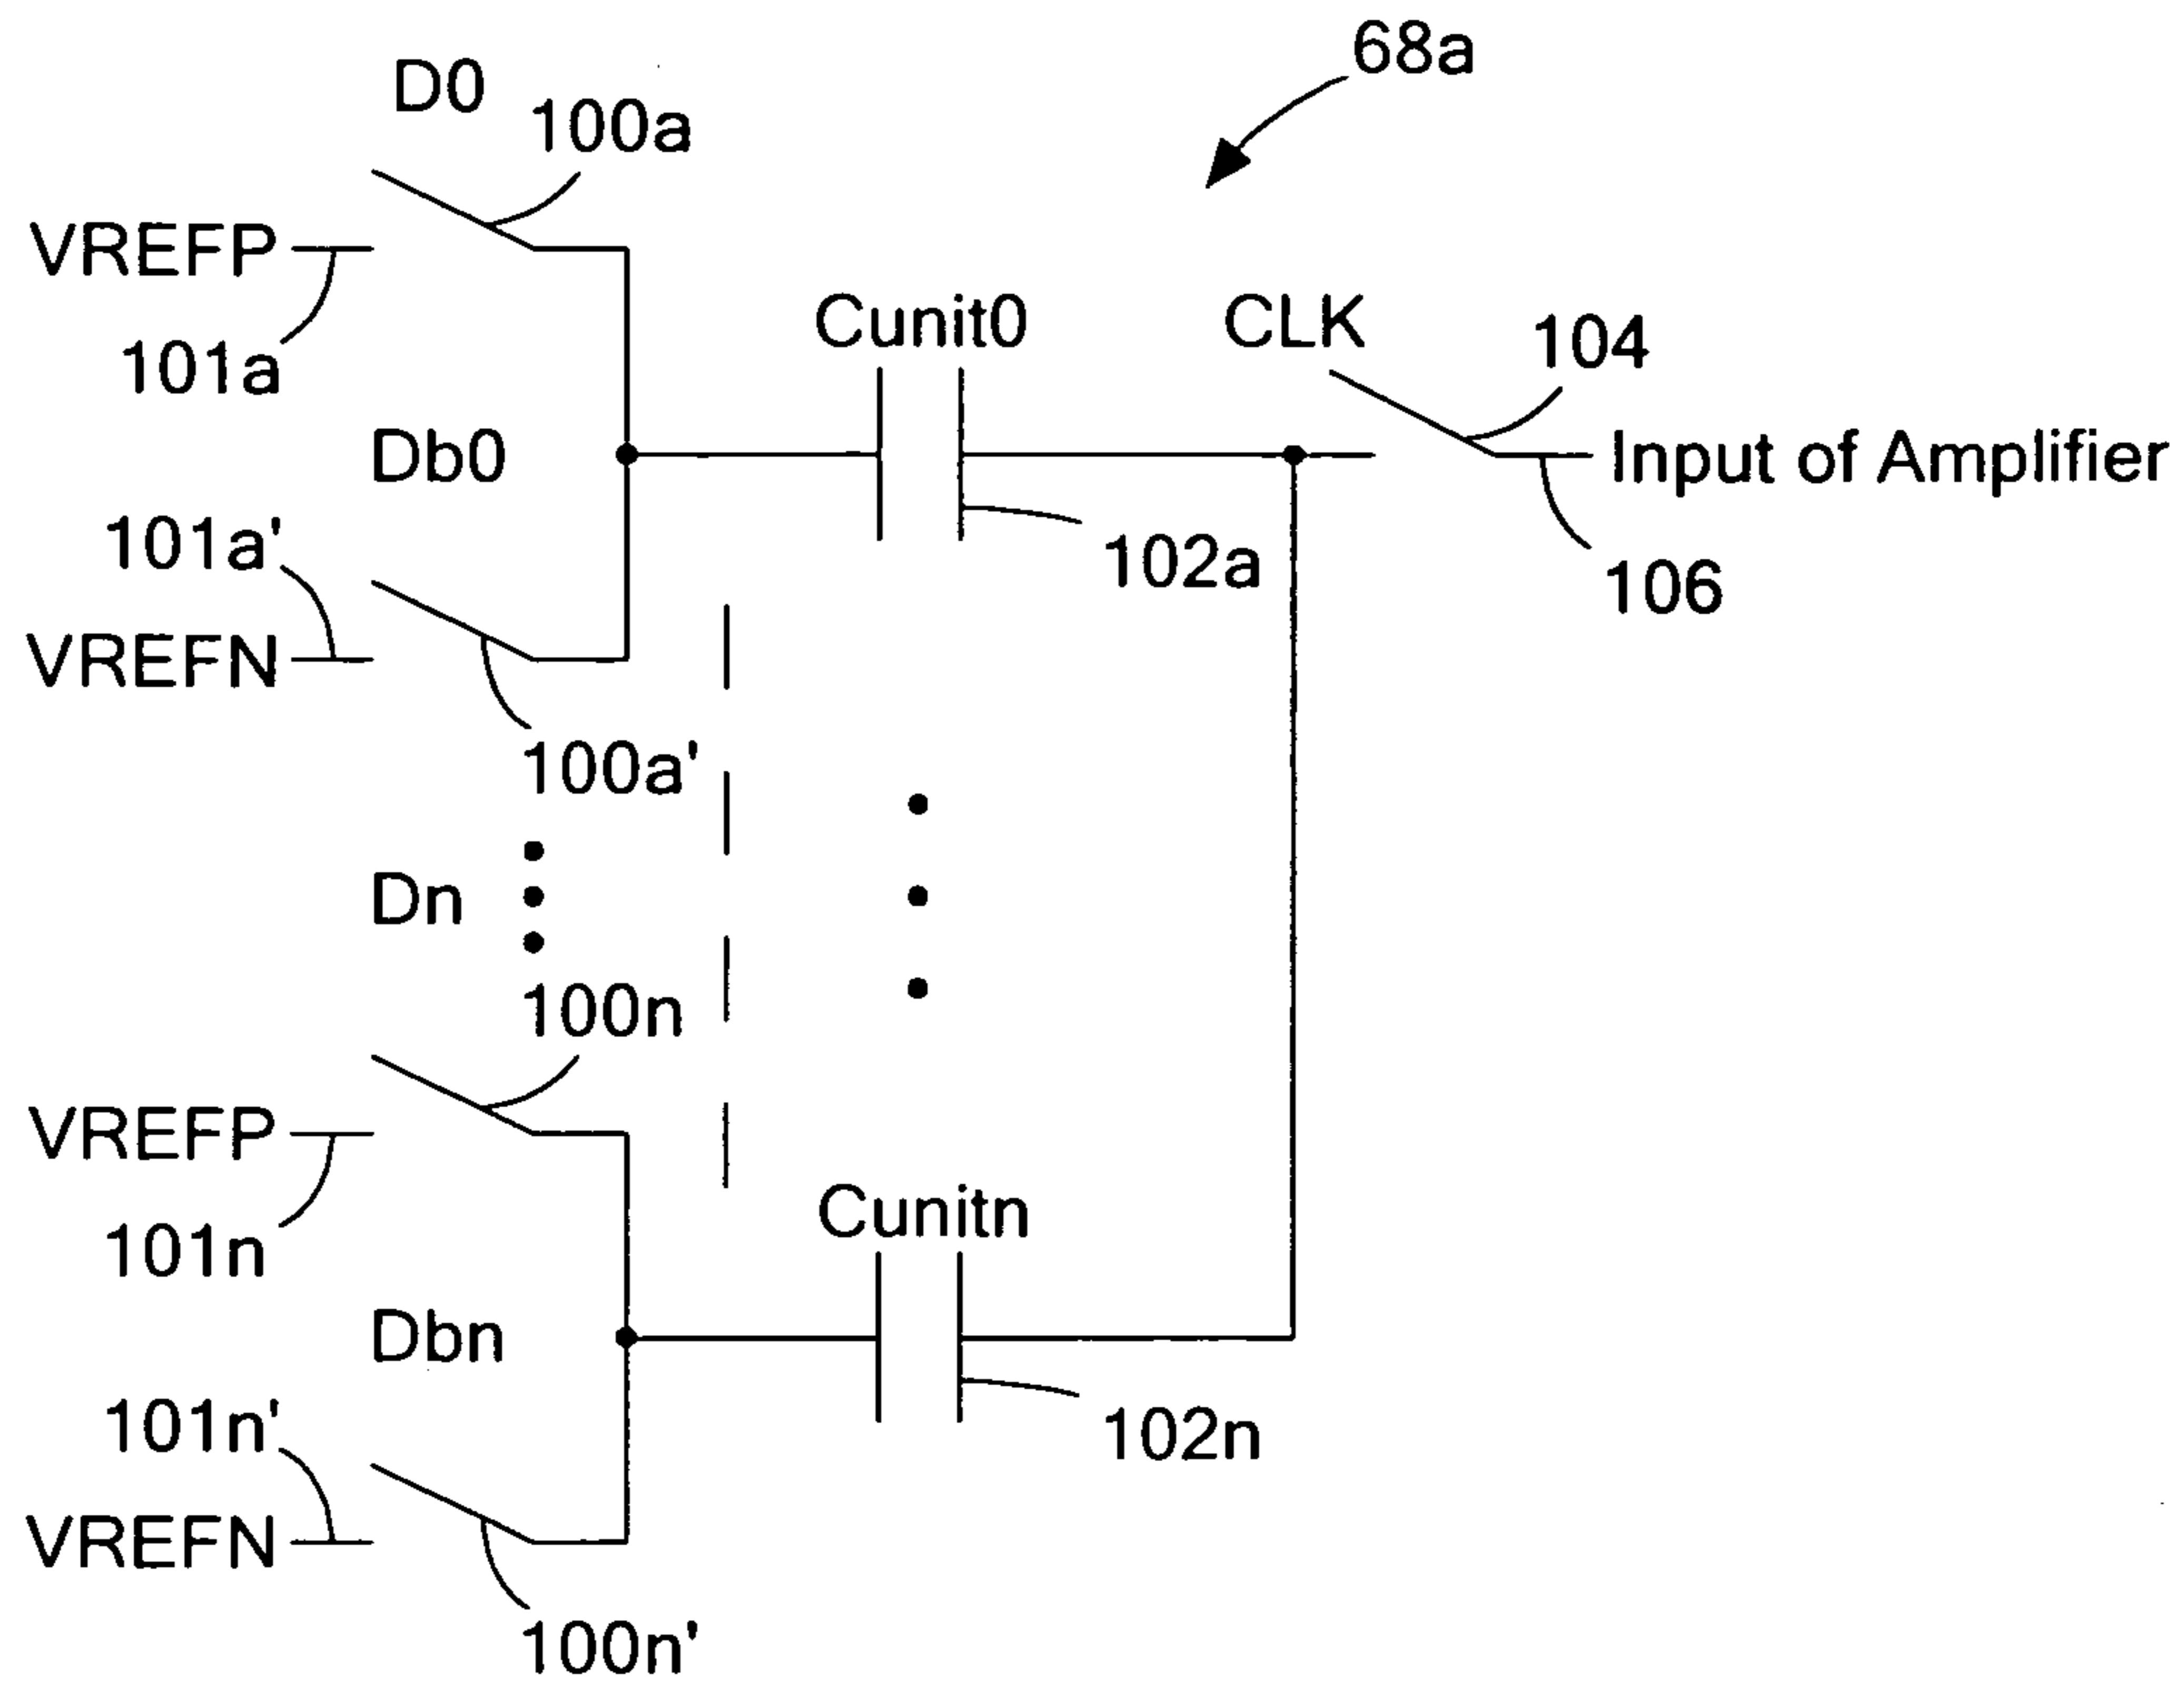 68a
D0
100a
VREFP
101a
Cunit0
CLK
104
Db0
Input of Amplifier
101a'
102a
106
VREFN
100a'
Dn
100n
VREFP
101n
Cunitn
Dbn
101n'
102n
VREFN
100n'